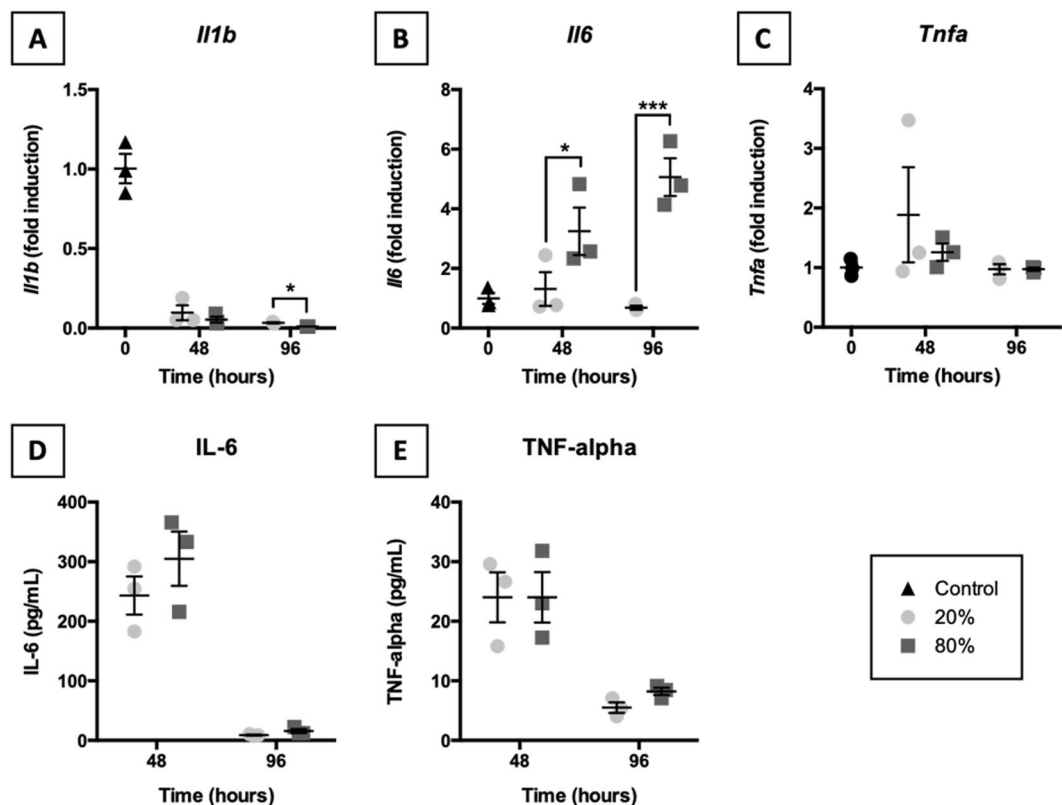 A
Il1b
Il1b (fold induction)
1.5
1.0
0.5
0.0
*
0
48
96
Time (hours)
B
Il6
Il6 (fold induction)
8
6
4
2
0
*
***
0
48
96
Time (hours)
C
Tnfa
Tnfa (fold induction)
4
3
2
1
0
0
48
96
Time (hours)
D
IL-6
IL-6 (pg/mL)
400
300
200
100
0
48
96
Time (hours)
E
TNF-alpha
TNF-alpha (pg/mL)
40
30
20
10
0
48
96
Time (hours)
Control
20%
80%